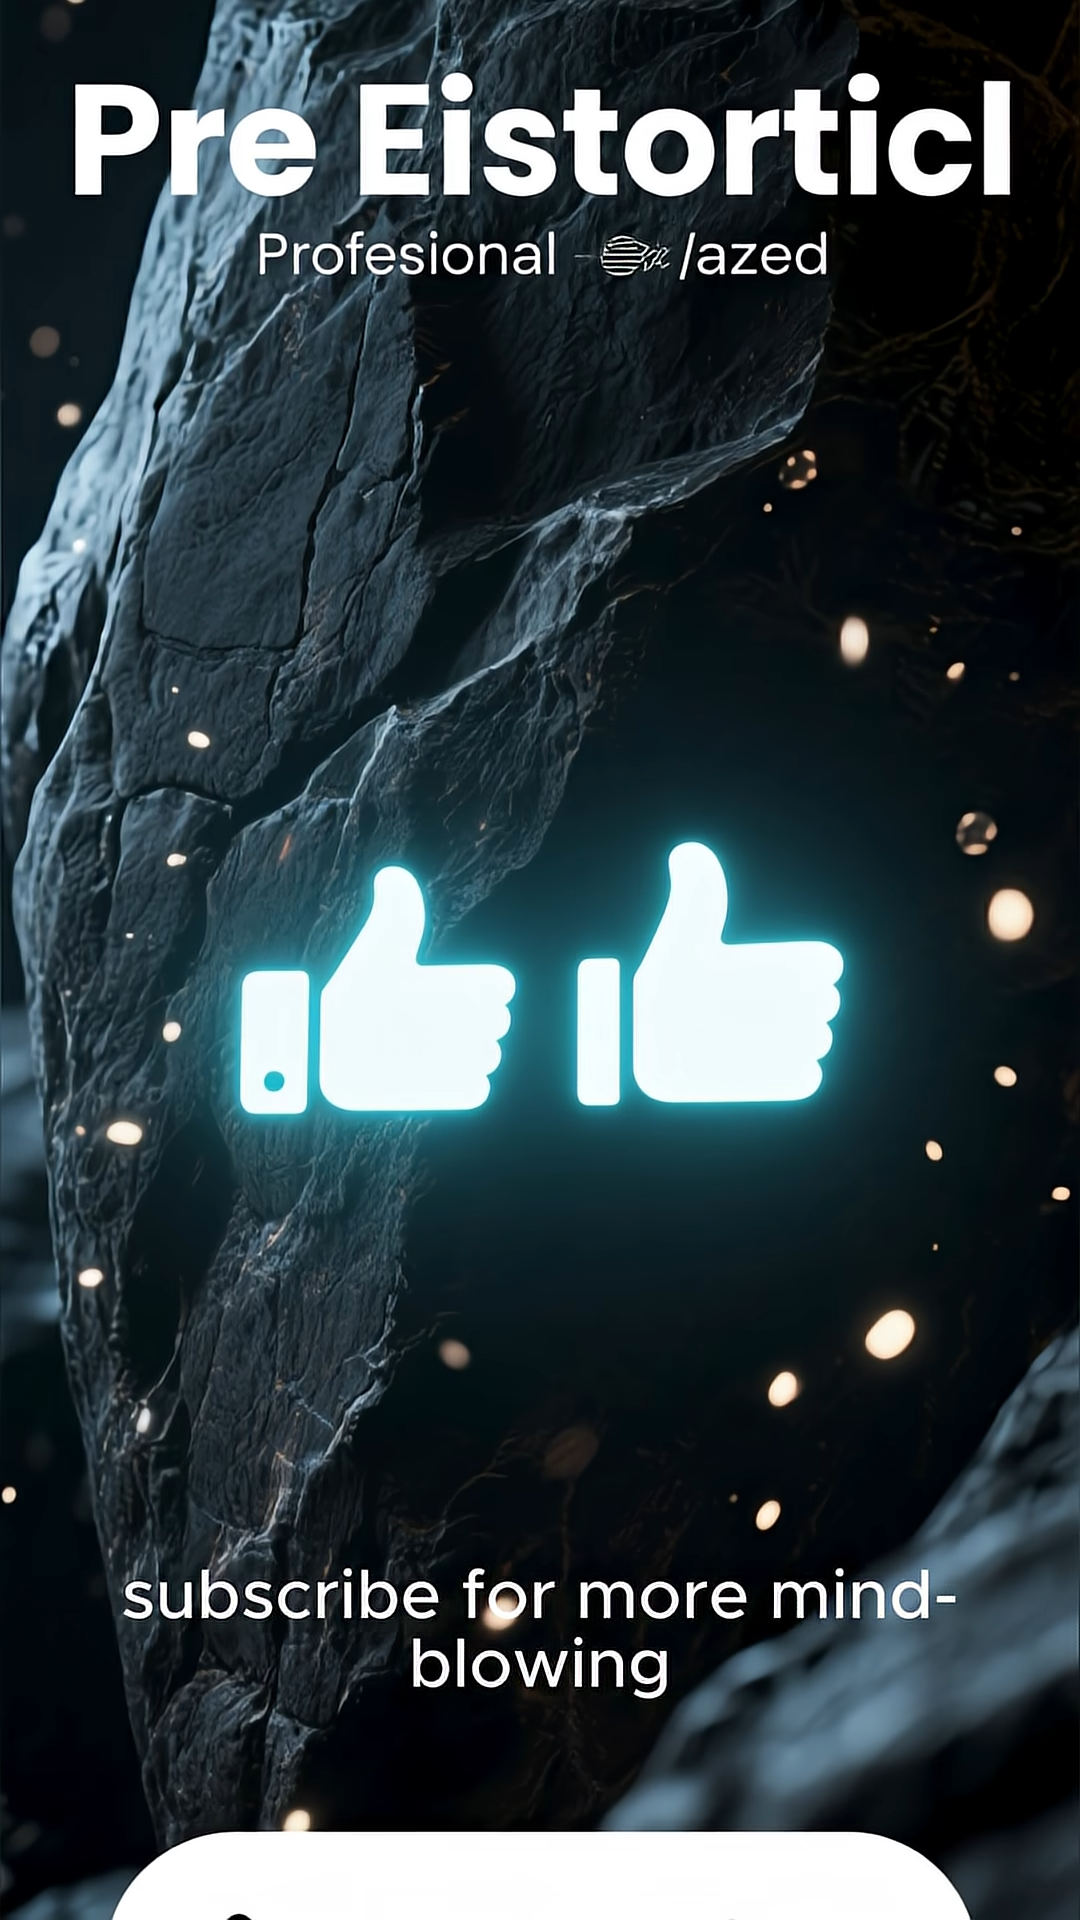 Pre Eistorticl
Profesional - /azed
subscribe for more mind-
blowing